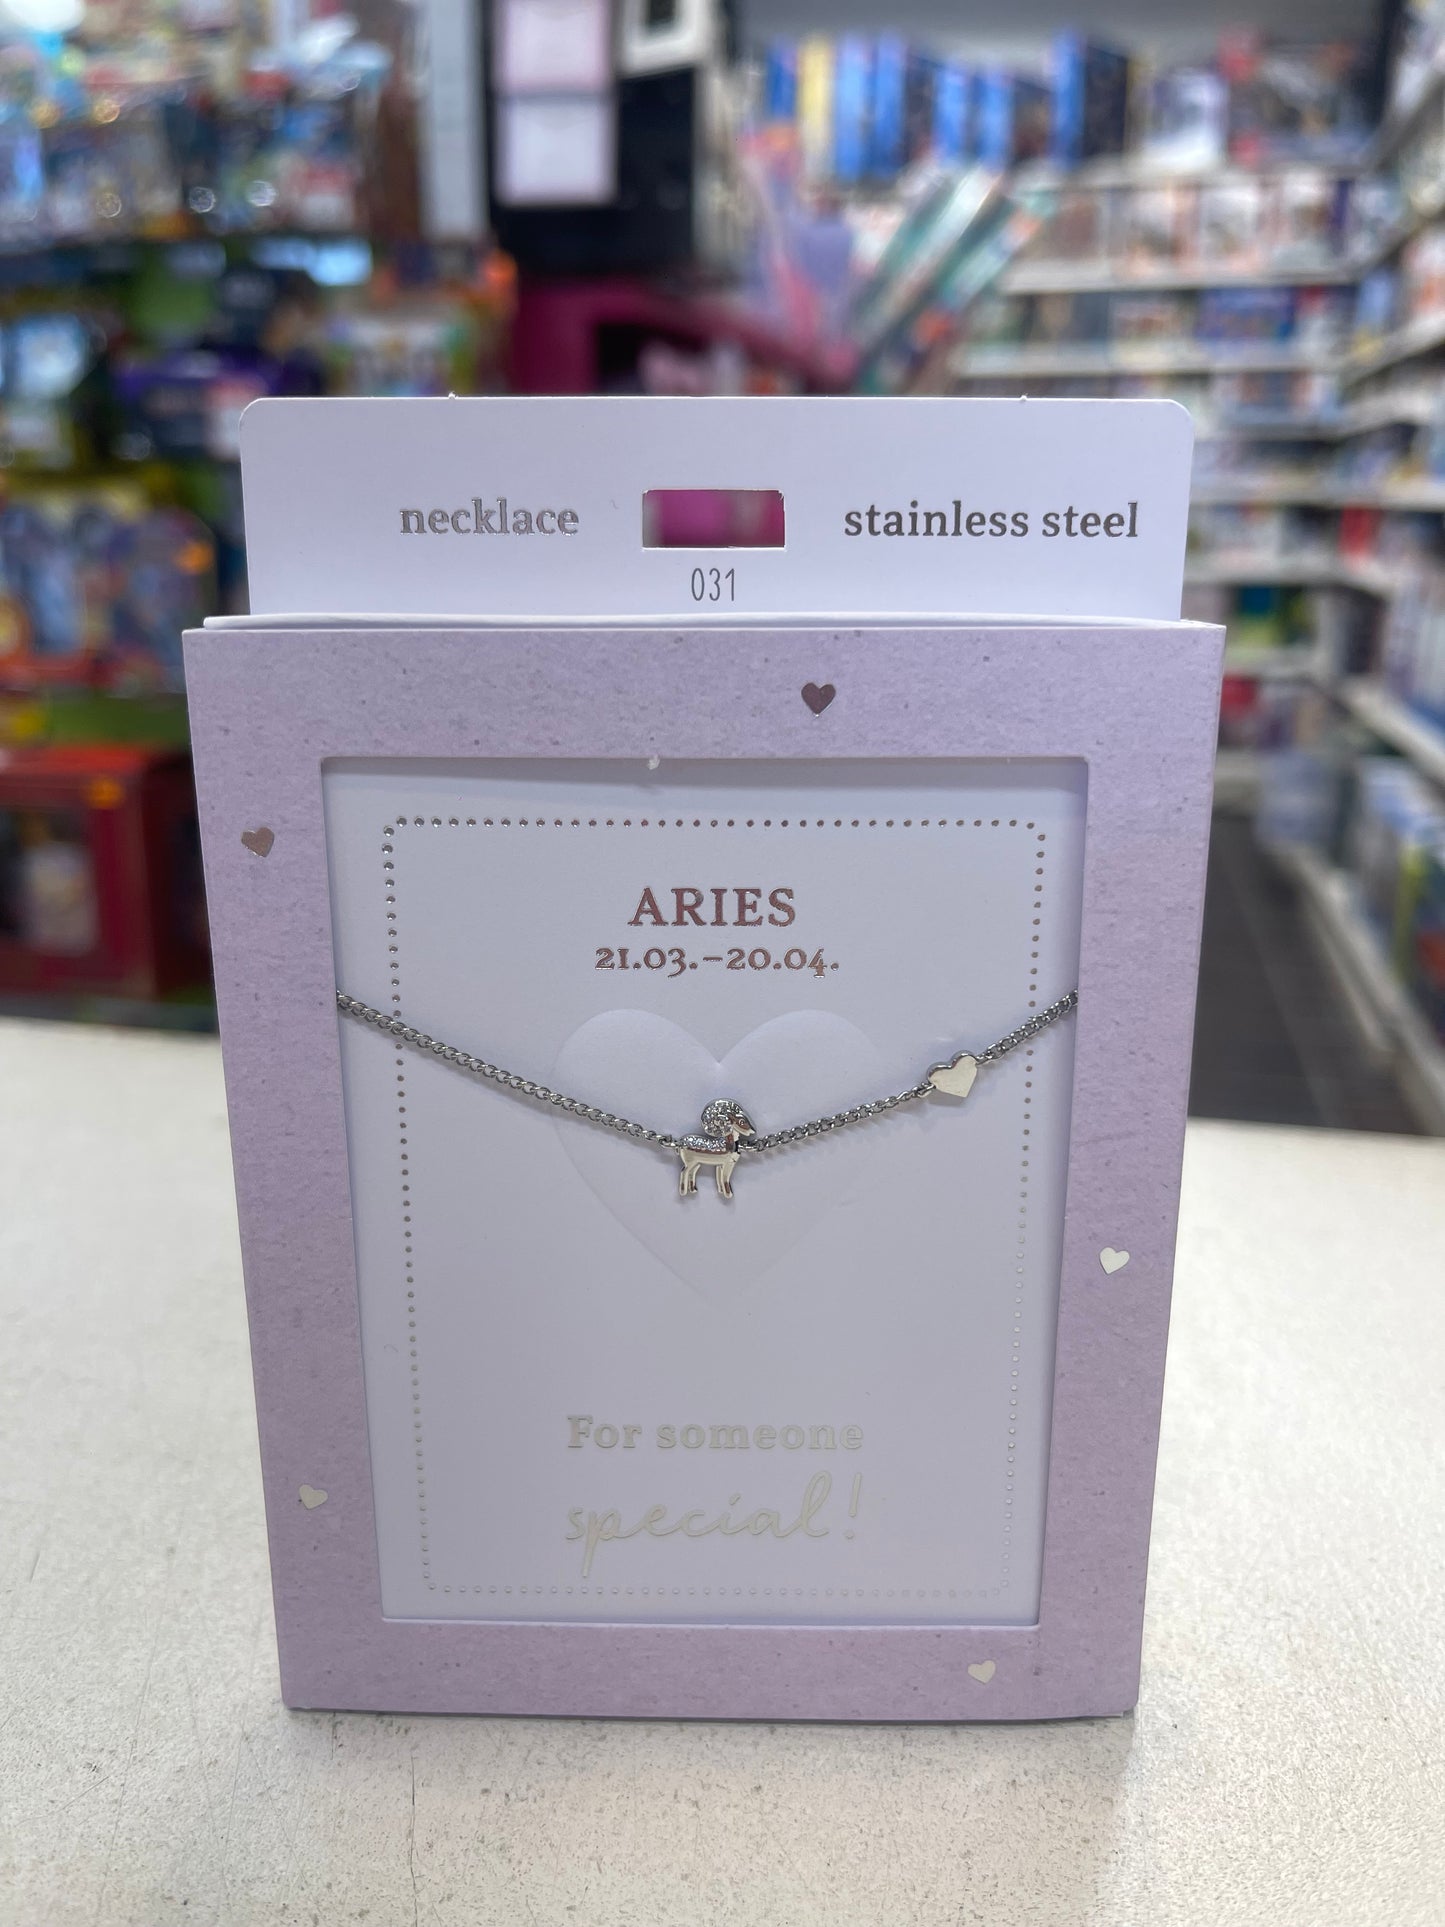 necklace stainless steel
031
ARIES
21.03.–20.04.
For someone
special!